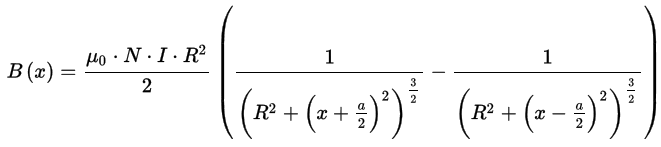 B(x) = \frac{\mu_0 \cdot N \cdot I \cdot R^2}{2} \left( \frac{1}{\left( R^2 + \left( x + \frac{a}{2} \right)^2 \right)^{\frac{3}{2}}} - \frac{1}{\left( R^2 + \left( x - \frac{a}{2} \right)^2 \right)^{\frac{3}{2}}} \right)